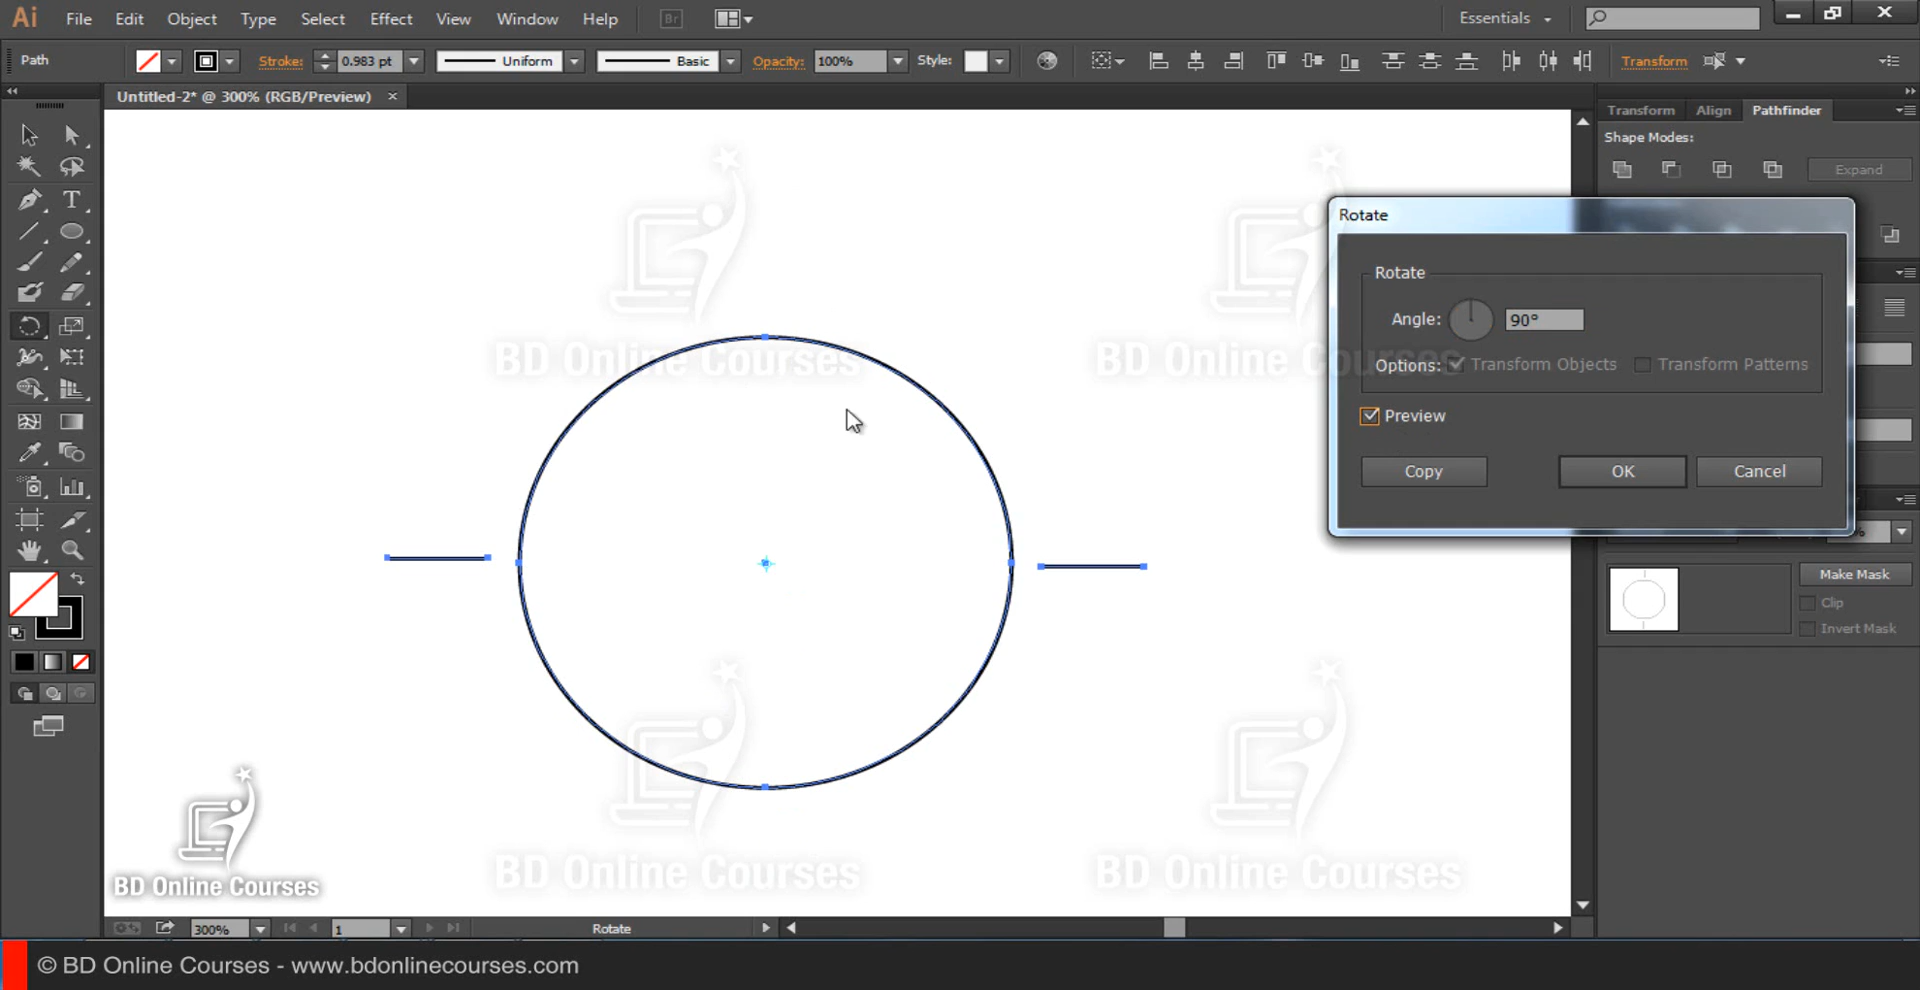 Ai File Edit Object Type Select Effect View Window Help Br Essentials
Path Stroke: 0.983 pt Uniform Basic Opacity: 100% Style: Transform
Untitled-2* @ 300% (RGB/Preview) ×
Transform Align Pathfinder
Shape Modes:
Expand
Rotate
Rotate
Angle: 90°
Options: Transform Objects Transform Patterns
Preview
Copy OK Cancel
Make Mask
Clip
Invert Mask
BD Online Courses
BD Online Courses
BD Online Courses
BD Online Courses
BD Online Courses
300% 1 Rotate
© BD Online Courses - www.bdonlinecourses.com